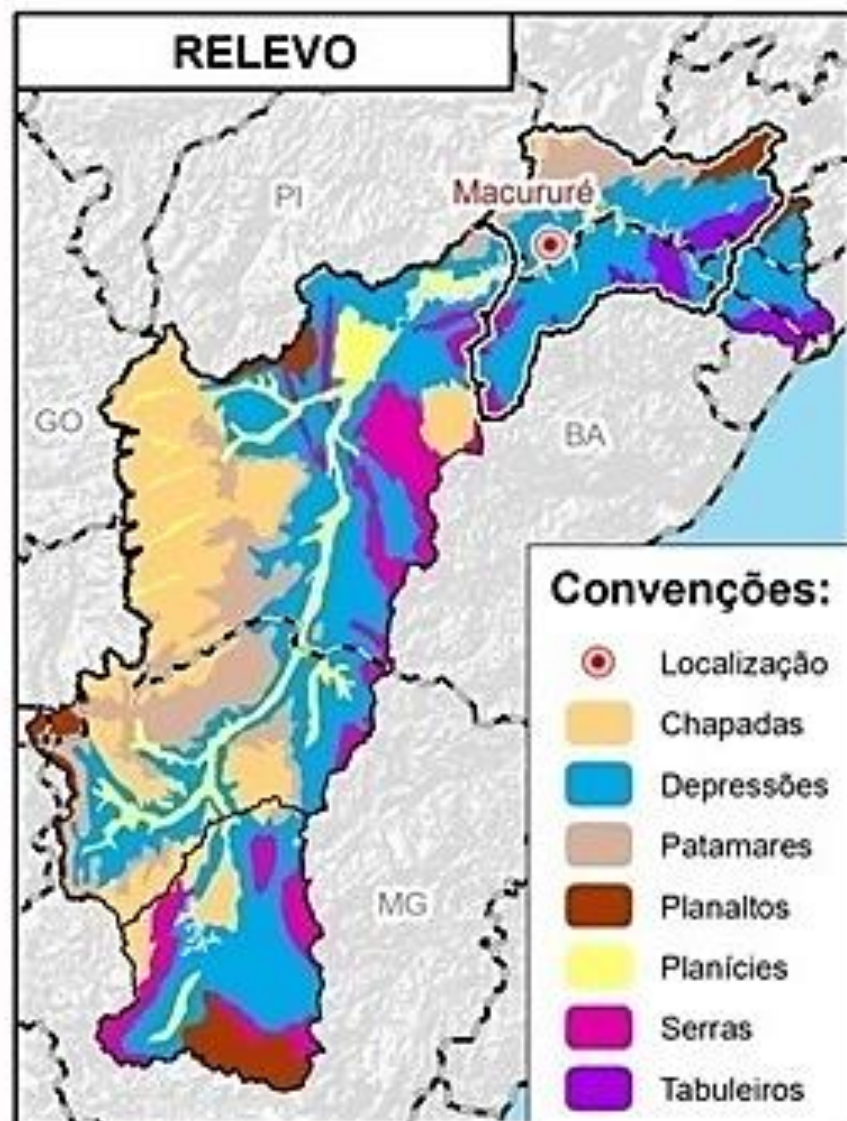 RELEVO
PI
Macururé
GO
BA
MG
Convenções:
Localização
Chapadas
Depressões
Patamares
Planaltos
Planícies
Serras
Tabuleiros